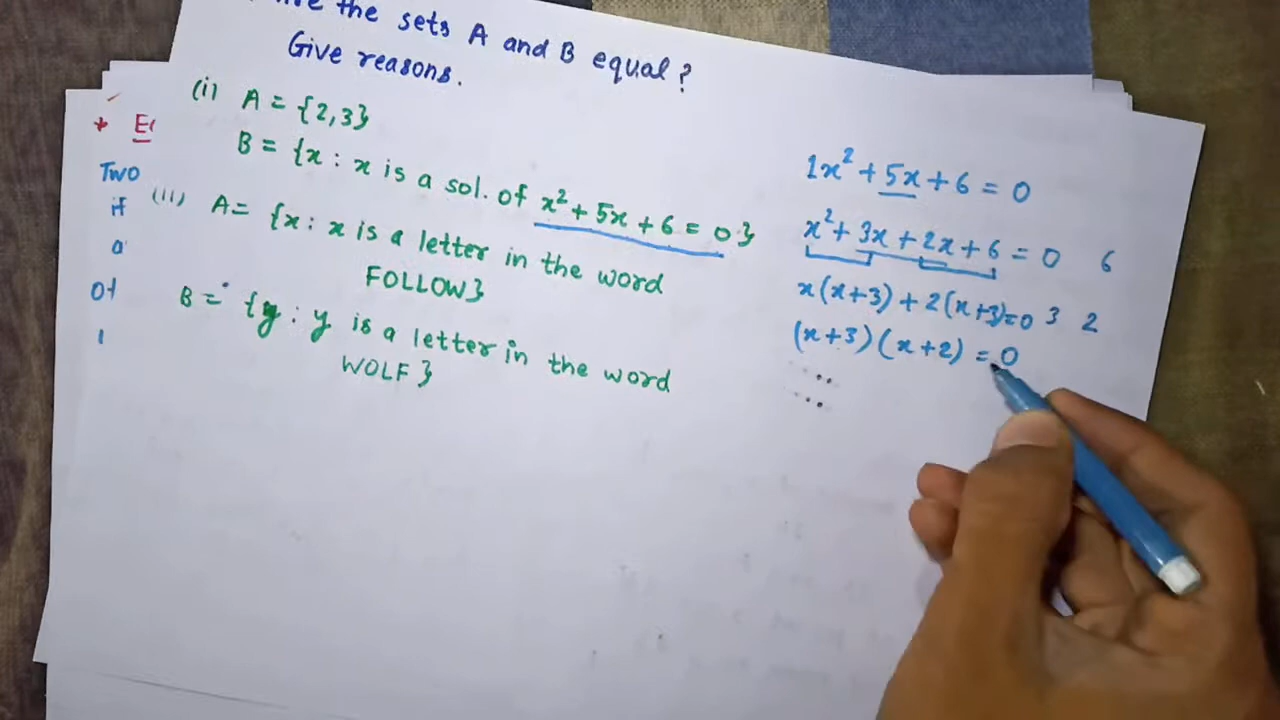 the sets A and B equal?
Give reasons.
(i) A = {2,3}
B = {x : x is a sol. of x² + 5x + 6 = 0}
(ii) A = {x : x is a letter in the word
FOLLOW}
B = {y : y is a letter in the word
WOLF}
Two
if
a
of
1x² + 5x + 6 = 0
x² + 3x + 2x + 6 = 0 6
x(x+3) + 2(x+3) = 0 3 2
(x+3)(x+2) = 0